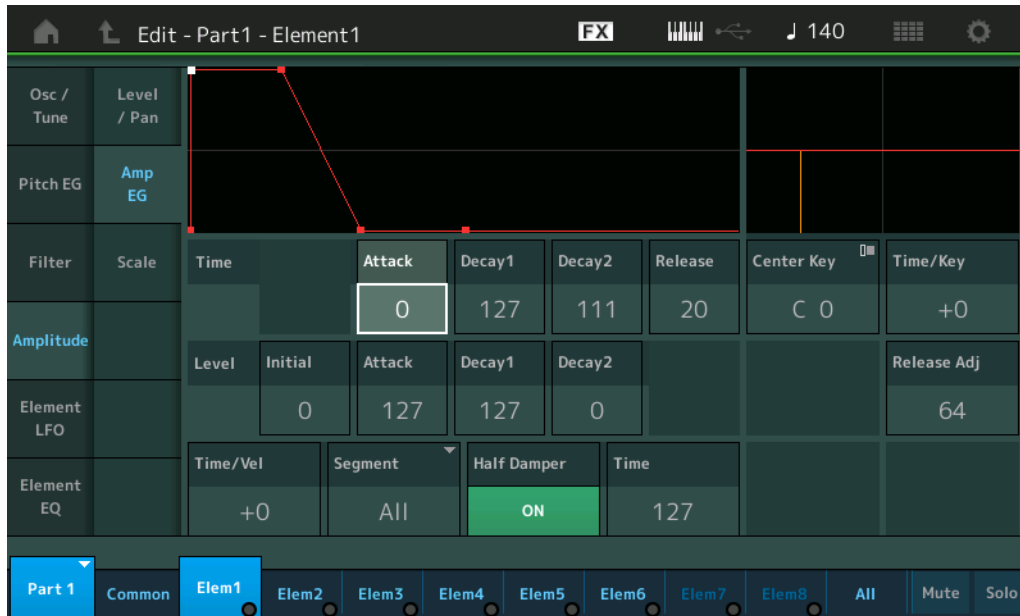 Edit - Part1 - Element1
FX
♩ 140
Osc /
Tune
Level
/ Pan
Pitch EG
Amp
EG
Filter
Scale
Amplitude
Element
LFO
Element
EQ
Time
Attack
Decay1
Decay2
Release
Center Key
Time/Key
0
127
111
20
C 0
+0
Level
Initial
Attack
Decay1
Decay2
Release Adj
0
127
127
0
64
Time/Vel
Segment
Half Damper
Time
+0
All
ON
127
Part 1
Common
Elem1
Elem2
Elem3
Elem4
Elem5
Elem6
Elem7
Elem8
All
Mute
Solo